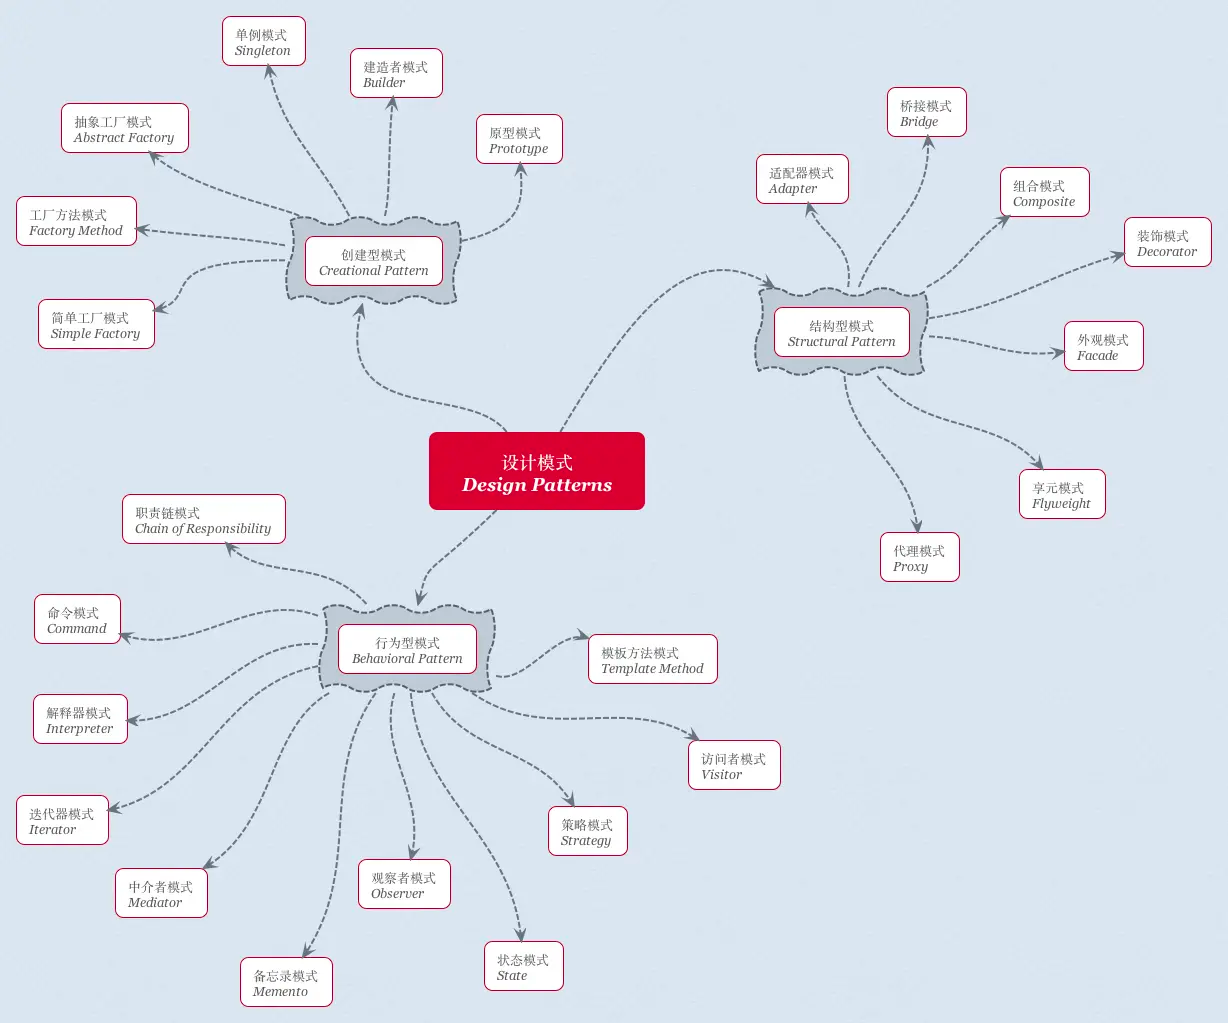 单例模式
Singleton
建造者模式
Builder
抽象工厂模式
Abstract Factory
原型模式
Prototype
工厂方法模式
Factory Method
创建型模式
Creational Pattern
简单工厂模式
Simple Factory
桥接模式
Bridge
适配器模式
Adapter
组合模式
Composite
装饰模式
Decorator
结构型模式
Structural Pattern
外观模式
Facade
享元模式
Flyweight
代理模式
Proxy
设计模式
Design Patterns
职责链模式
Chain of Responsibility
命令模式
Command
行为型模式
Behavioral Pattern
模板方法模式
Template Method
解释器模式
Interpreter
访问者模式
Visitor
迭代器模式
Iterator
策略模式
Strategy
中介者模式
Mediator
观察者模式
Observer
备忘录模式
Memento
状态模式
State